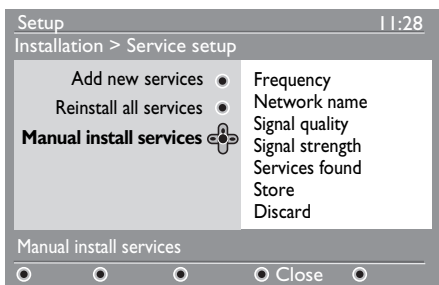 Setup 11:28
Installation > Service setup
Add new services
Reinstall all services
Manual install services
Frequency
Network name
Signal quality
Signal strength
Services found
Store
Discard
Manual install services
Close